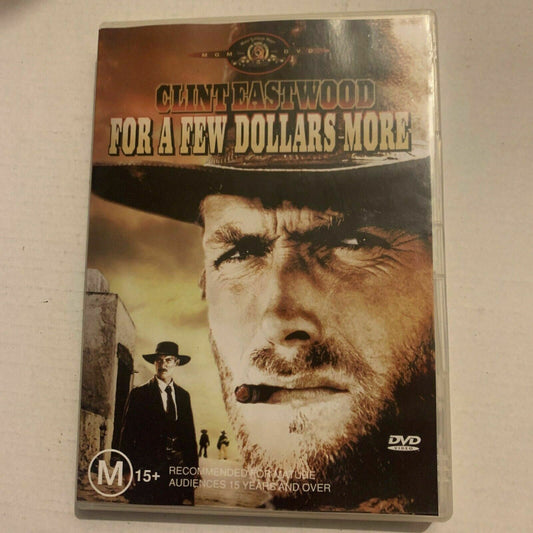 MGM DVD
CLINT EASTWOOD
FOR A FEW DOLLARS MORE
DVD
VIDEO
M 15+
RECOMMENDED FOR MATURE
AUDIENCES 15 YEARS AND OVER